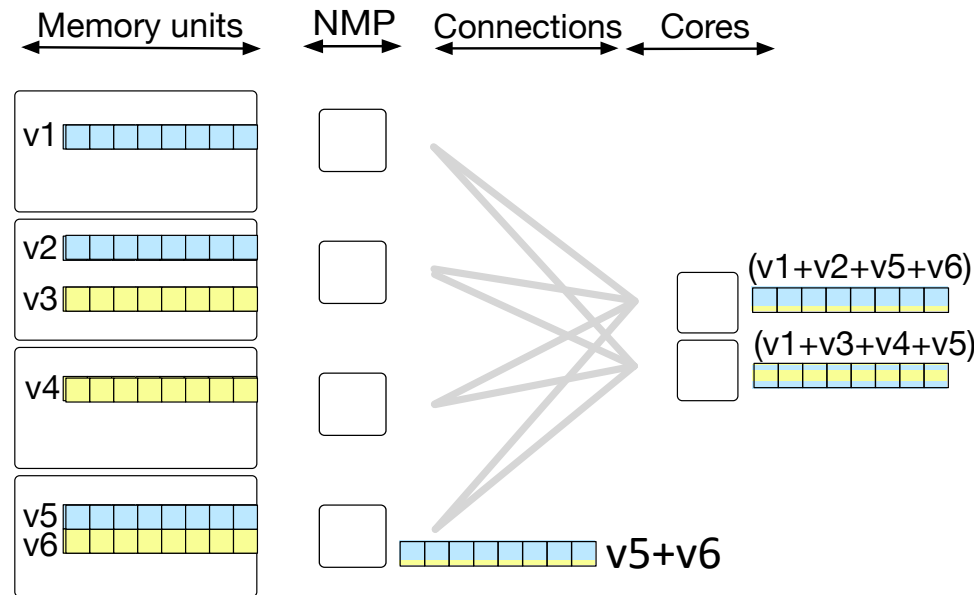 Memory units
NMP
Connections
Cores
v1
v2
v3
v4
v5
v6
(v1+v2+v5+v6)
(v1+v3+v4+v5)
v5+v6